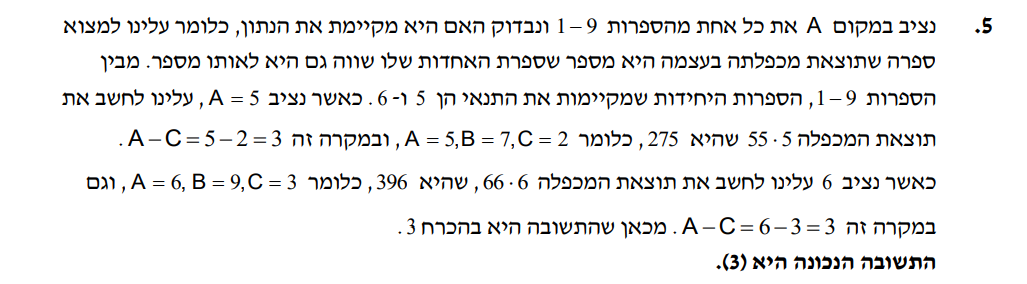 5. נציב במקום A את כל אחת מהספרות 1–9 ונבדוק האם היא מקיימת את הנתון, כלומר עלינו למצוא
ספרה שתוצאת מכפלתה בעצמה היא מספר שספרת האחדות שלו שווה גם היא לאותו מספר. מבין
הספרות 1–9, הספרות היחידות שמקיימות את התנאי הן 5 ו-6. כאשר נציב A = 5, עלינו לחשב את
תוצאת המכפלה 55·5 שהיא 275, כלומר A = 5,B = 7,C = 2, ובמקרה זה A–C = 5–2 = 3.
כאשר נציב 6 עלינו לחשב את תוצאת המכפלה 66·6, שהיא 396, כלומר A = 6, B = 9,C = 3, וגם
במקרה זה A–C = 6–3 = 3. מכאן שהתשובה היא בהכרח 3.
התשובה הנכונה היא (3).